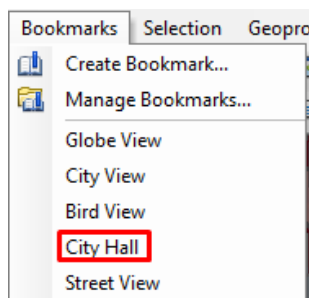 Bookmarks Selection Geopro
Create Bookmark...
Manage Bookmarks...
Globe View
City View
Bird View
City Hall
Street View